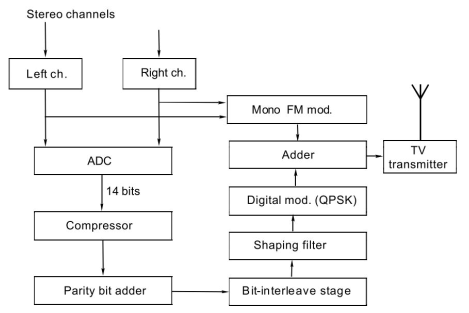 Stereo channels
Left ch.
Right ch.
Mono FM mod.
ADC
Adder
TV
transmitter
14 bits
Digital mod. (QPSK)
Compressor
Shaping filter
Parity bit adder
Bit-interleave stage